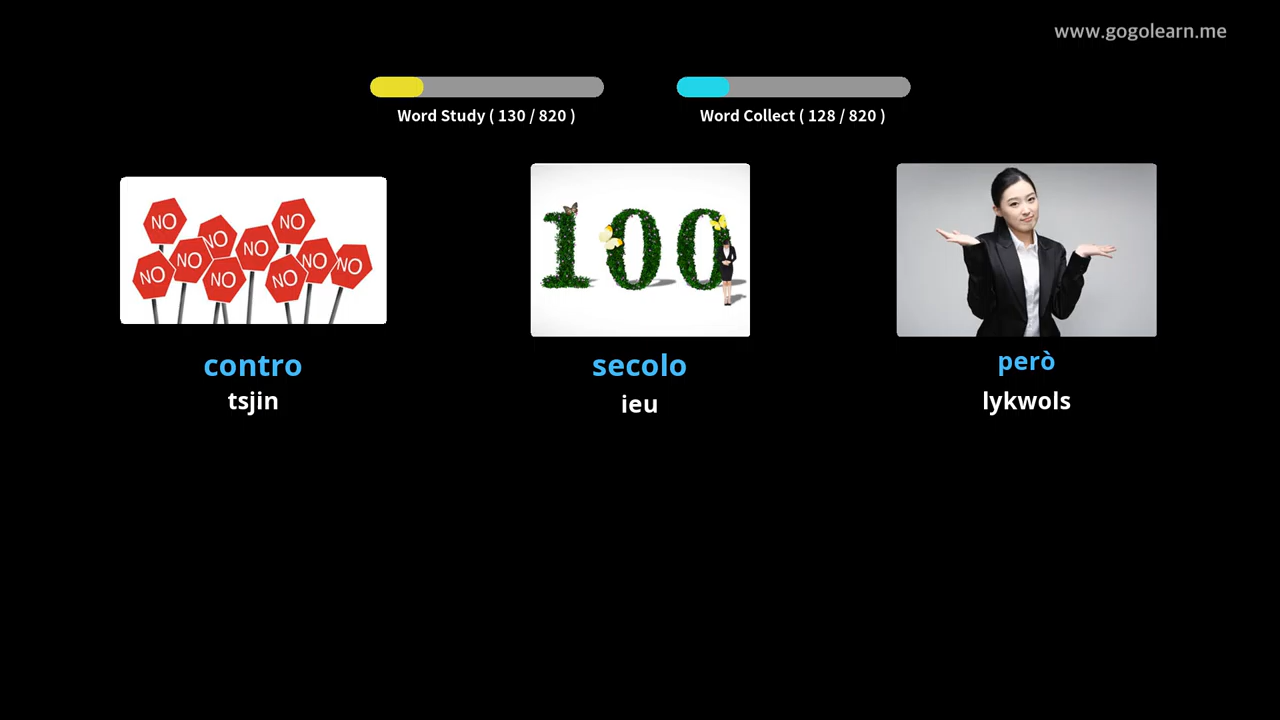 www.gogolearn.me
Word Study ( 130 / 820 )
Word Collect ( 128 / 820 )
NO
NO
NO
NO
NO
NO
NO
NO
NO
NO
100
contro
secolo
però
tsjin
ieu
lykwols